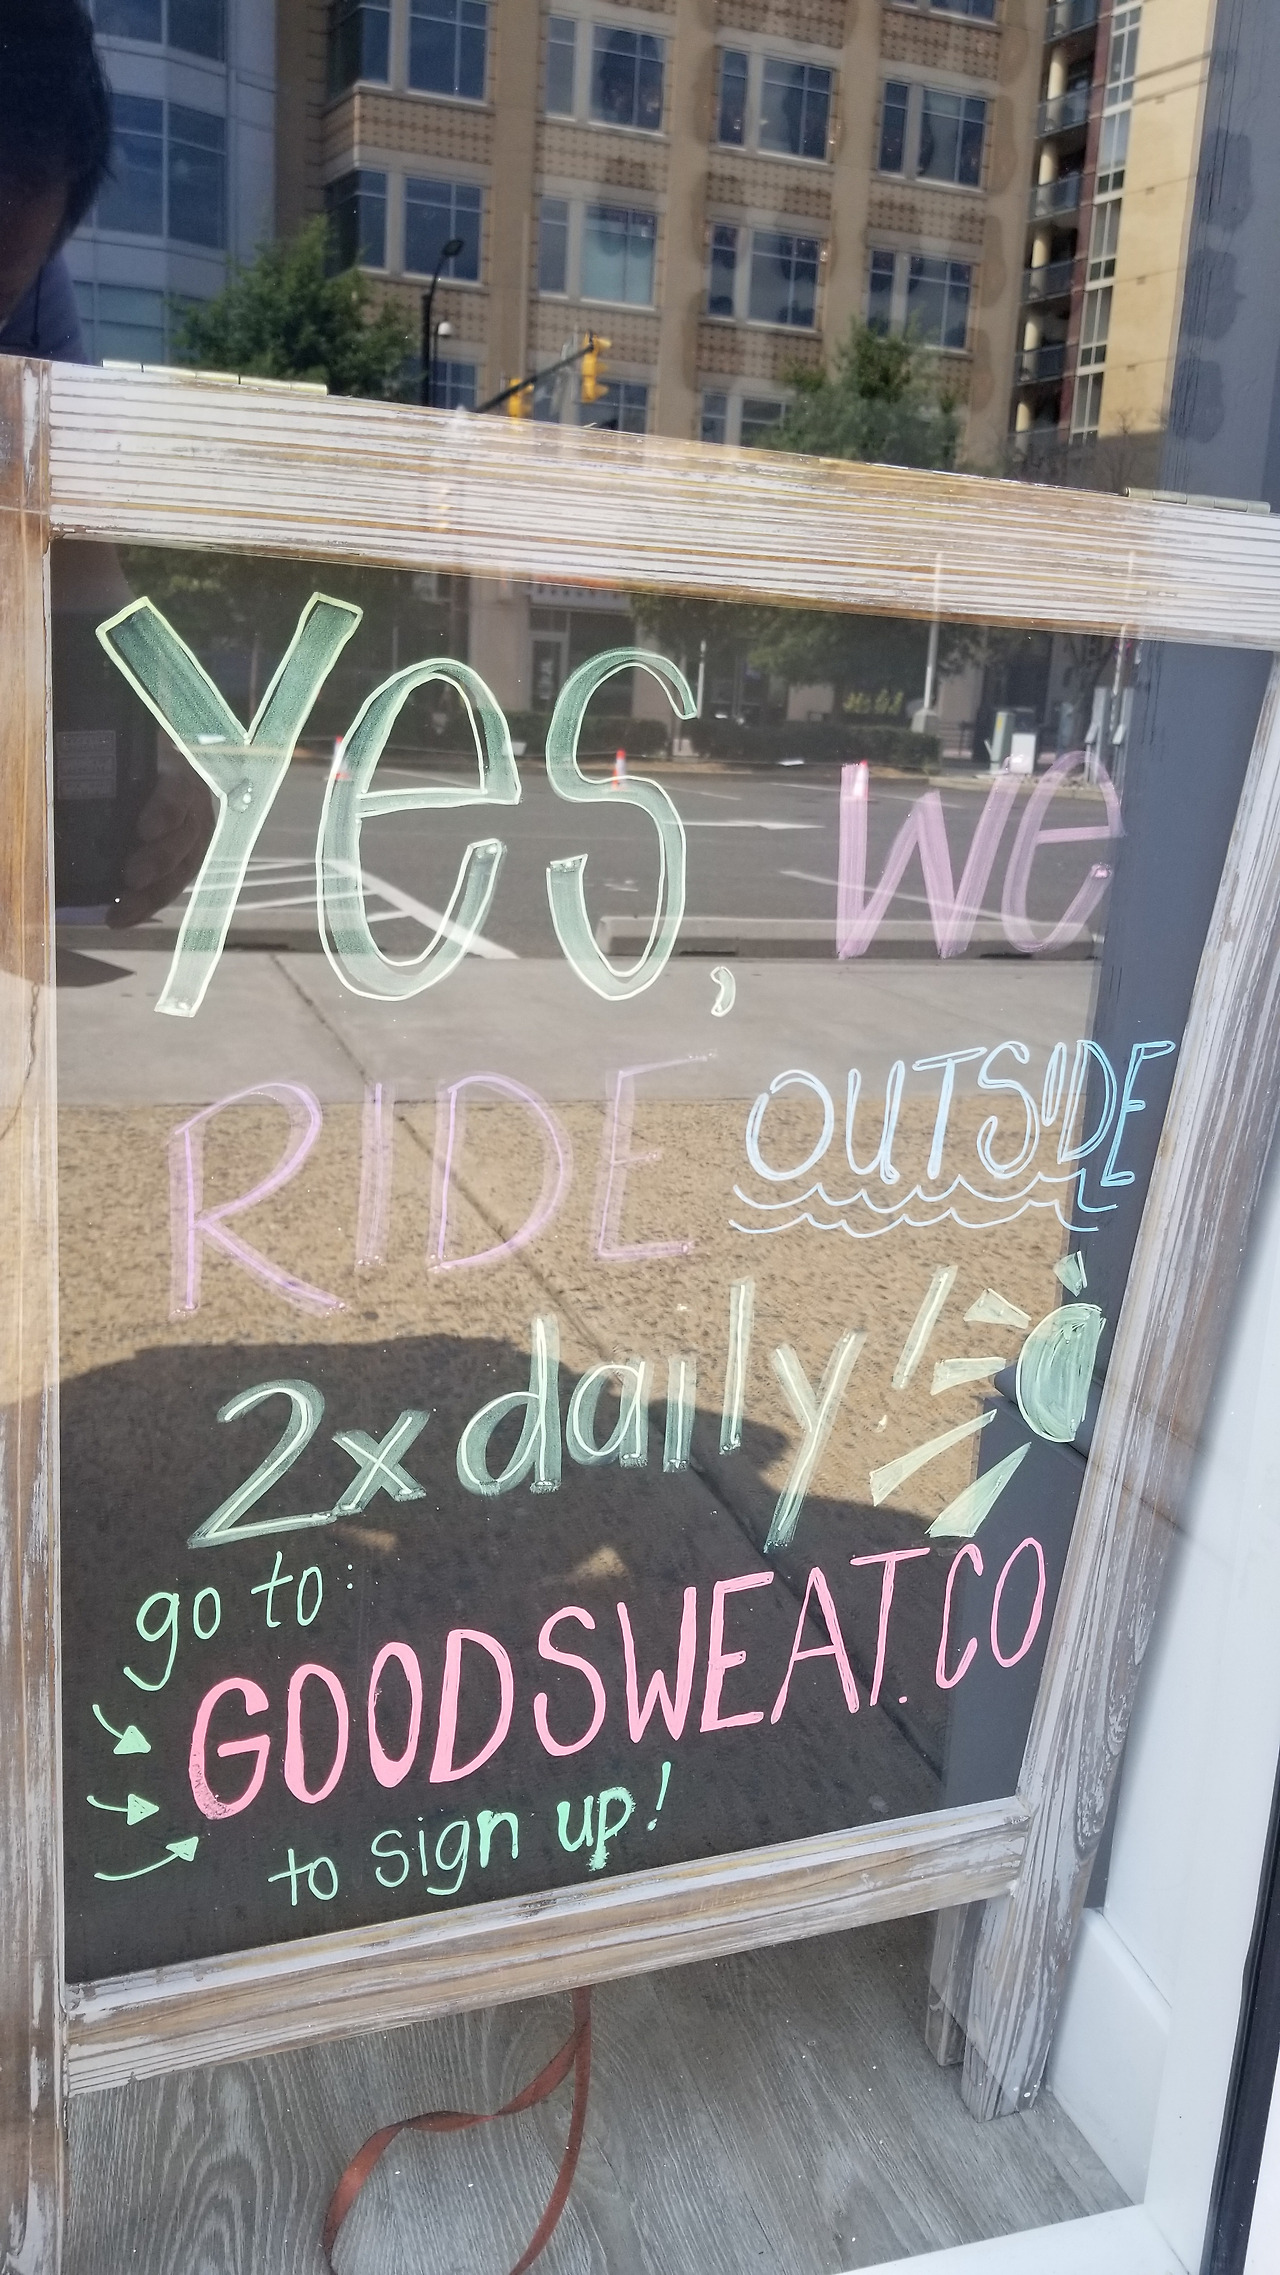 Yes, we
RIDE OUTSIDE
2x daily
go to:
GOODSWEAT.CO
to sign up!